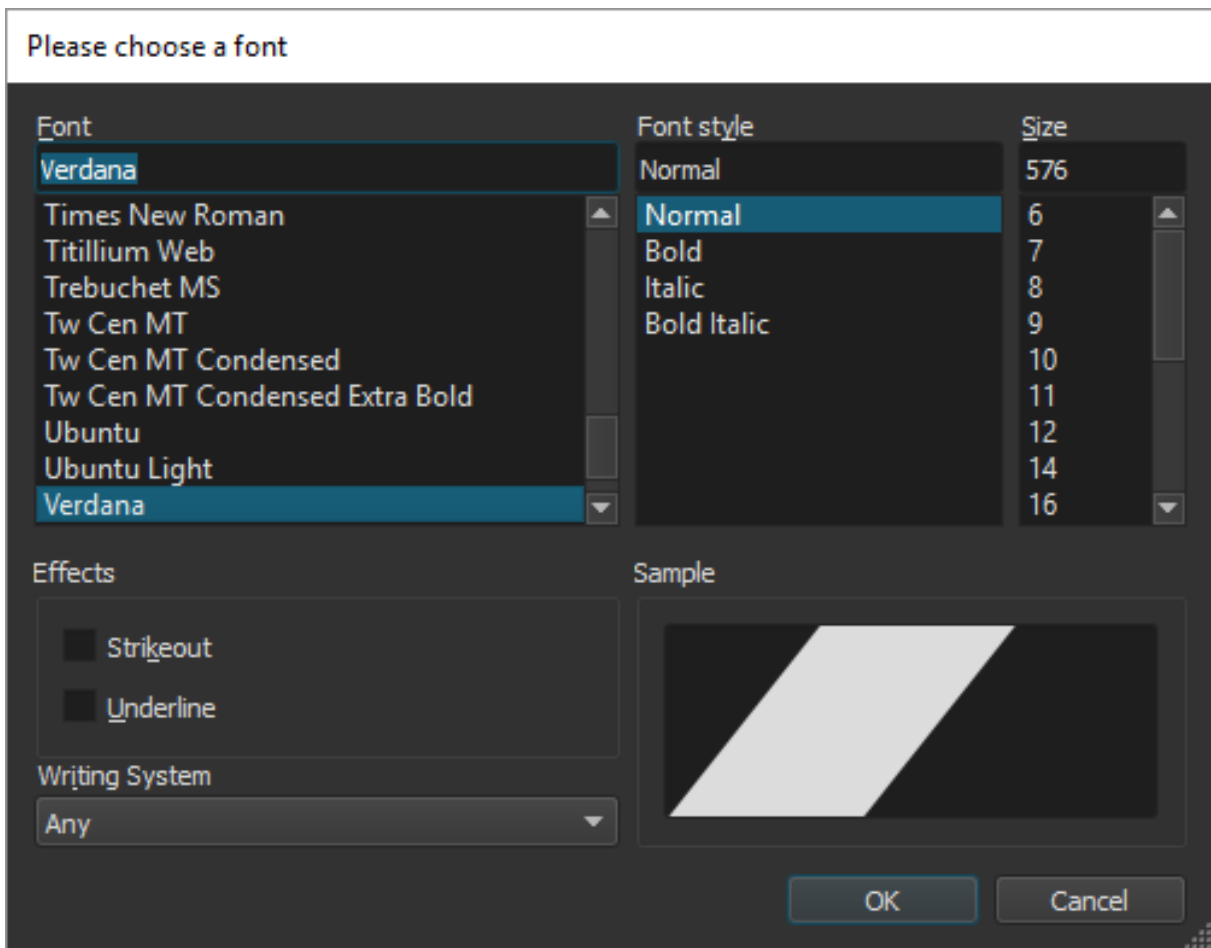 Please choose a font
Font
Verdana
Times New Roman
Titillium Web
Trebuchet MS
Tw Cen MT
Tw Cen MT Condensed
Tw Cen MT Condensed Extra Bold
Ubuntu
Ubuntu Light
Verdana
Font style
Normal
Normal
Bold
Italic
Bold Italic
Size
576
6
7
8
9
10
11
12
14
16
Effects
Strikeout
Underline
Writing System
Any
Sample
OK
Cancel